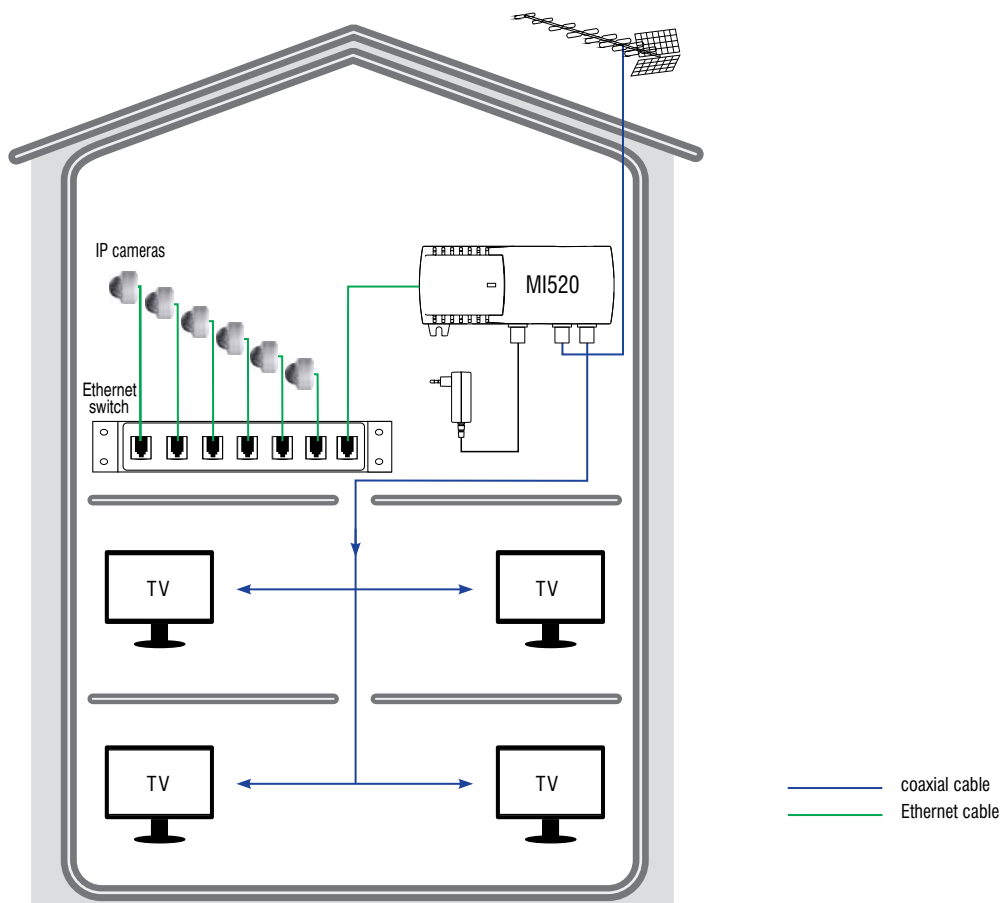 IP cameras
MI520
Ethernet
switch
TV
TV
TV
TV
coaxial cable
Ethernet cable